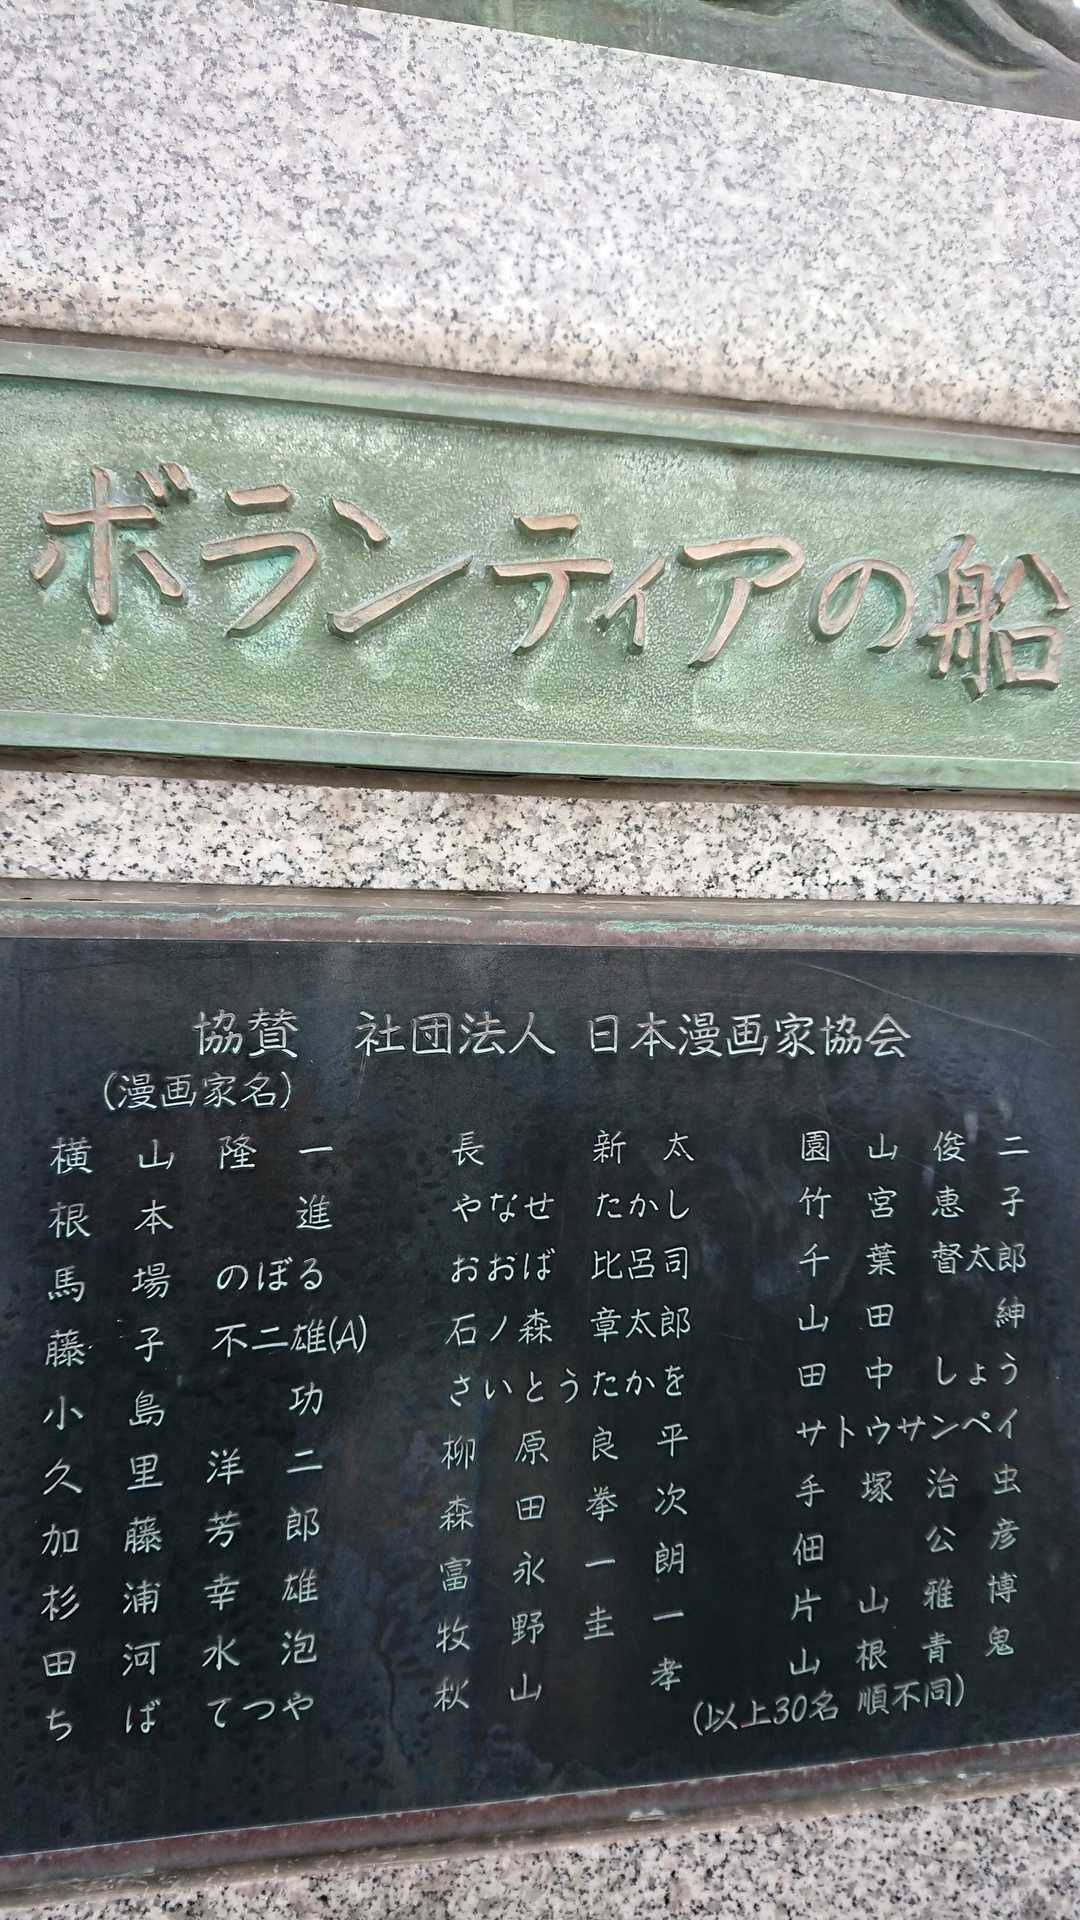 ボランティアの船
協賛　社団法人 日本漫画家協会
(漫画家名)
横山隆一
根本進
馬場のぼる
藤子不二雄(A)
小島功
久里洋二
加藤芳郎
杉浦幸雄
田河水泡
ちばてつや
長新太
やなせたかし
おおば比呂司
石ノ森章太郎
さいとうたかを
柳原良平
森田拳次
富永一朗
牧野圭一
秋山孝
園山俊二
竹宮恵子
千葉督太郎
山田紳
田中しょう
サトウサンペイ
手塚治虫
佃公彦
片山雅博
山根青鬼
(以上30名 順不同)